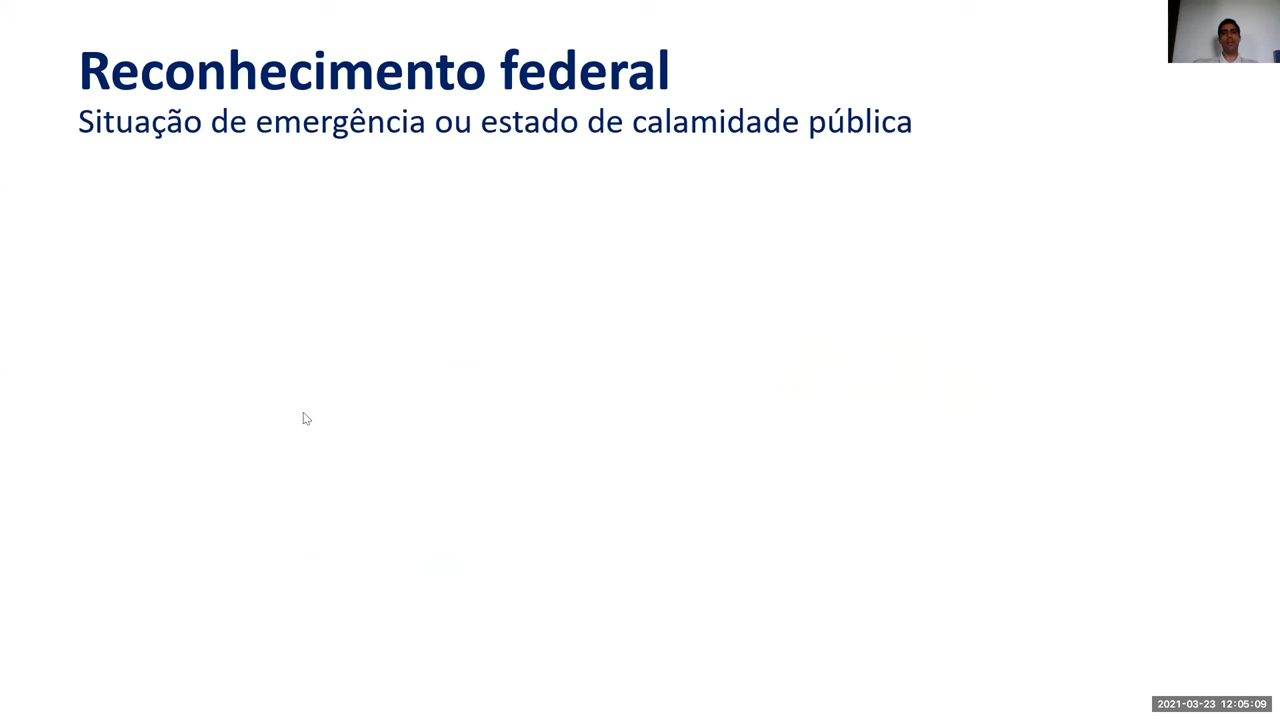 Reconhecimento federal
Situação de emergência ou estado de calamidade pública
2021-03-23 12:05:09